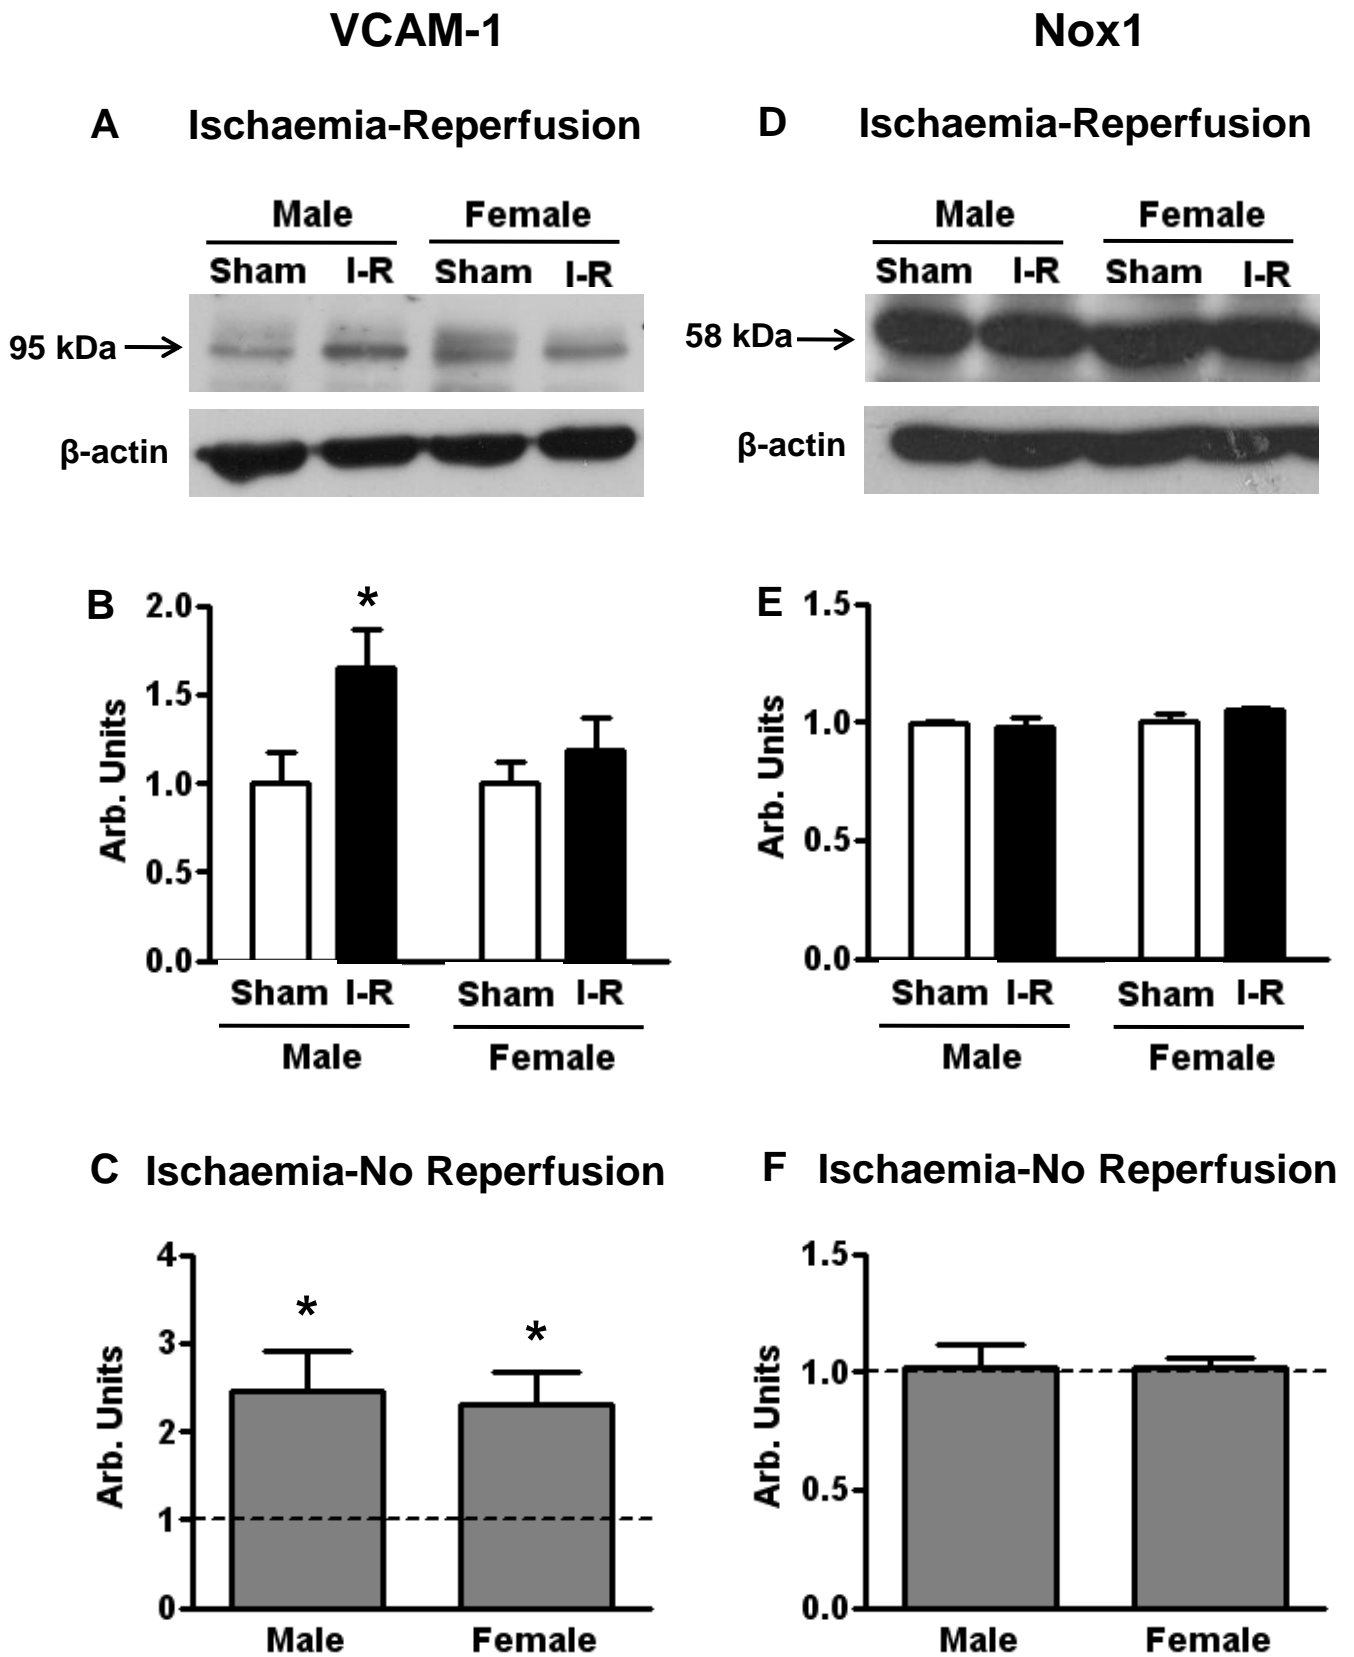 VCAM-1
Nox1
A Ischaemia-Reperfusion
Male Female
Sham I-R Sham I-R
95 kDa
β-actin
D Ischaemia-Reperfusion
Male Female
Sham I-R Sham I-R
58 kDa
β-actin
B
*
2.0
1.5
1.0
0.5
0.0
Arb. Units
Sham I-R Sham I-R
Male Female
E
1.5
1.0
0.5
0.0
Arb. Units
Sham I-R Sham I-R
Male Female
C Ischaemia-No Reperfusion
4
3
2
1
0
Arb. Units
* *
Male Female
F Ischaemia-No Reperfusion
1.5
1.0
0.5
0.0
Arb. Units
Male Female